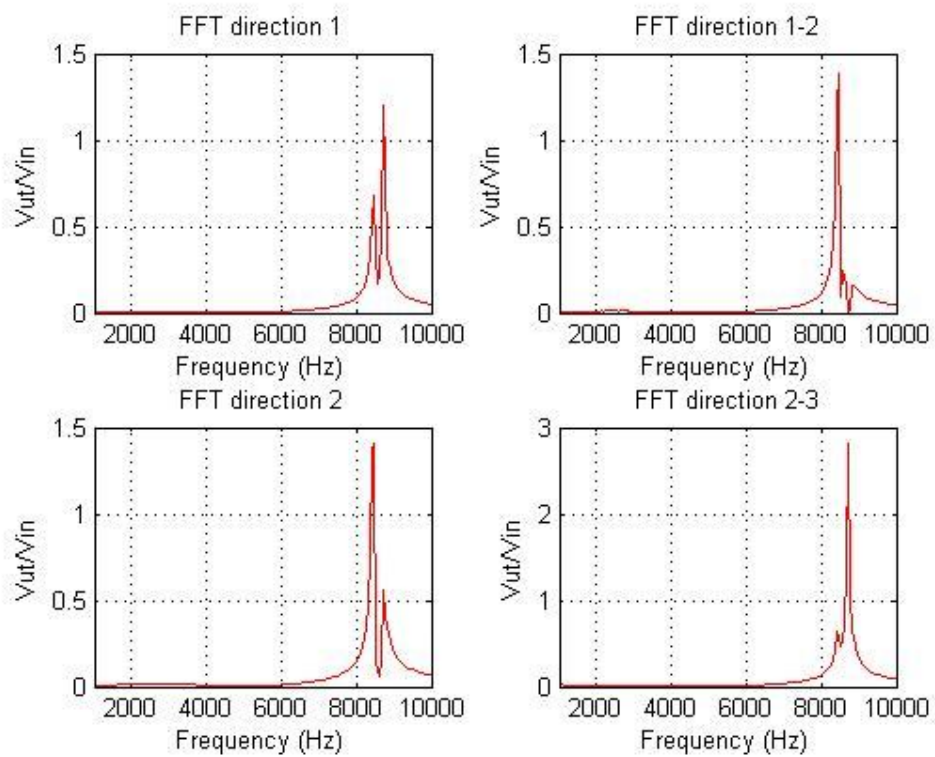 FFT direction 1
FFT direction 1-2
1.5
1
0.5
0
Vut/Vin
2000 4000 6000 8000 10000
Frequency (Hz)
1.5
1
0.5
0
Vut/Vin
2000 4000 6000 8000 10000
Frequency (Hz)
FFT direction 2
FFT direction 2-3
1.5
1
0.5
0
Vut/Vin
2000 4000 6000 8000 10000
Frequency (Hz)
3
2
1
0
Vut/Vin
2000 4000 6000 8000 10000
Frequency (Hz)